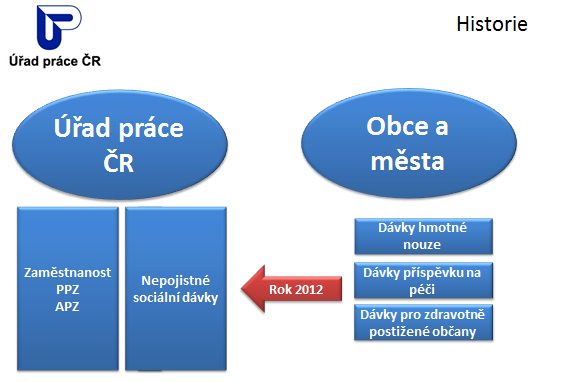 Historie
Úřad práce ČR
Úřad práce
ČR
Obce a
města
Zaměstnanost
PPZ
APZ
Nepojistné
sociální dávky
Rok 2012
Dávky hmotné
nouze
Dávky příspěvku na
péči
Dávky pro zdravotně
postižené občany